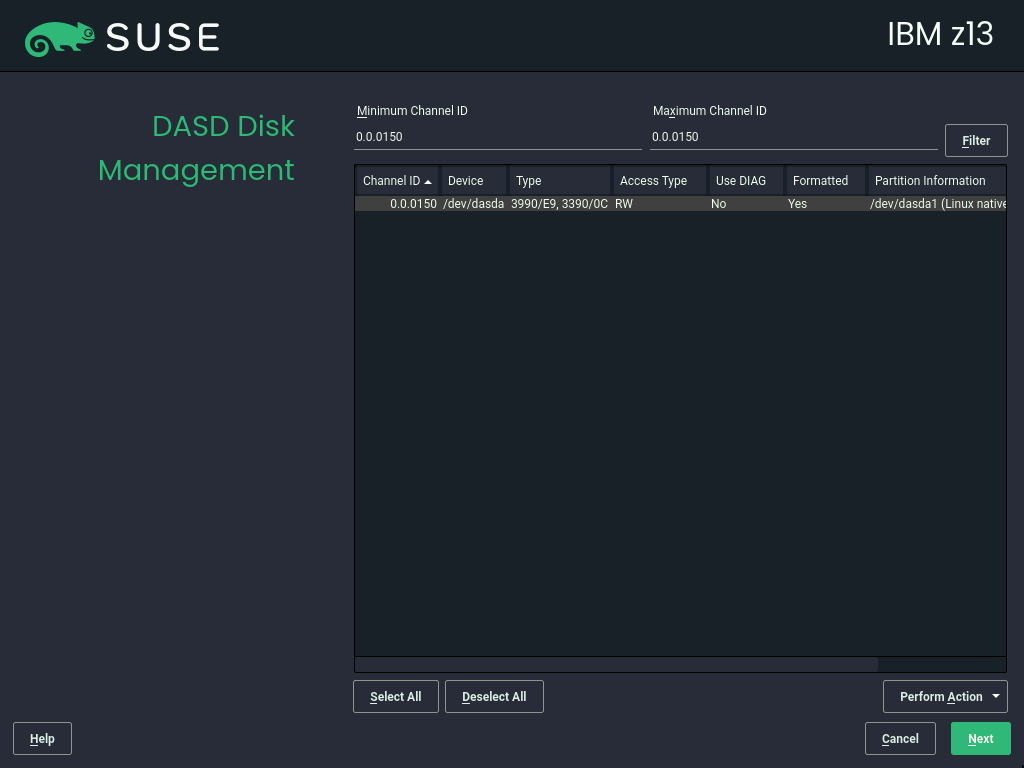 SUSE
IBM z13
DASD Disk
Management
Minimum Channel ID
Maximum Channel ID
0.0.0150
0.0.0150
Filter
Channel ID Device Type Access Type Use DIAG Formatted Partition Information
0.0.0150 /dev/dasda 3990/E9, 3390/0C RW No Yes /dev/dasda1 (Linux native
Select All
Deselect All
Perform Action
Help
Cancel
Next